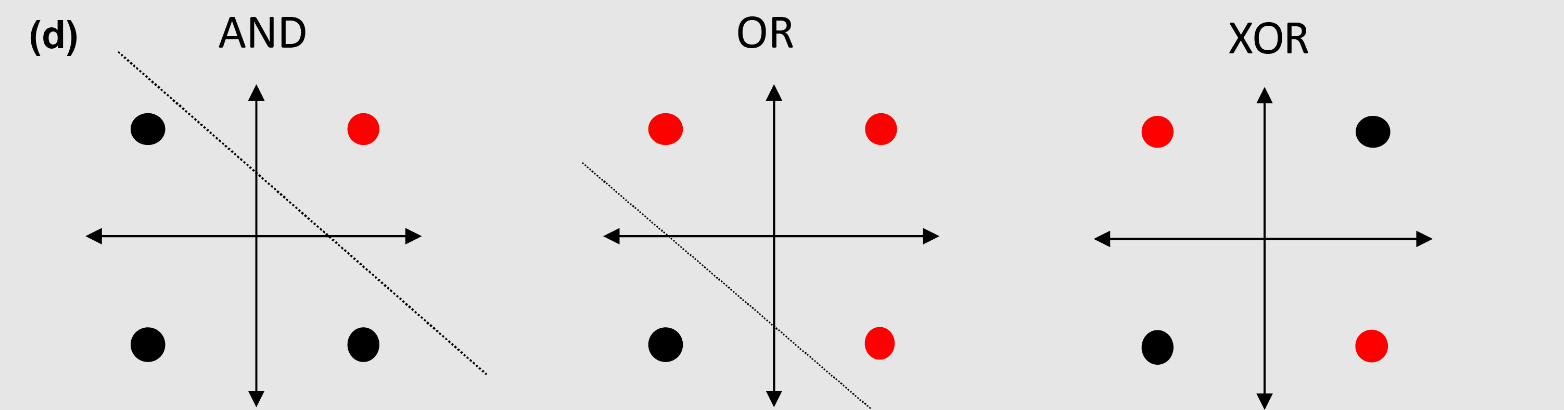 (d)
AND
OR
XOR